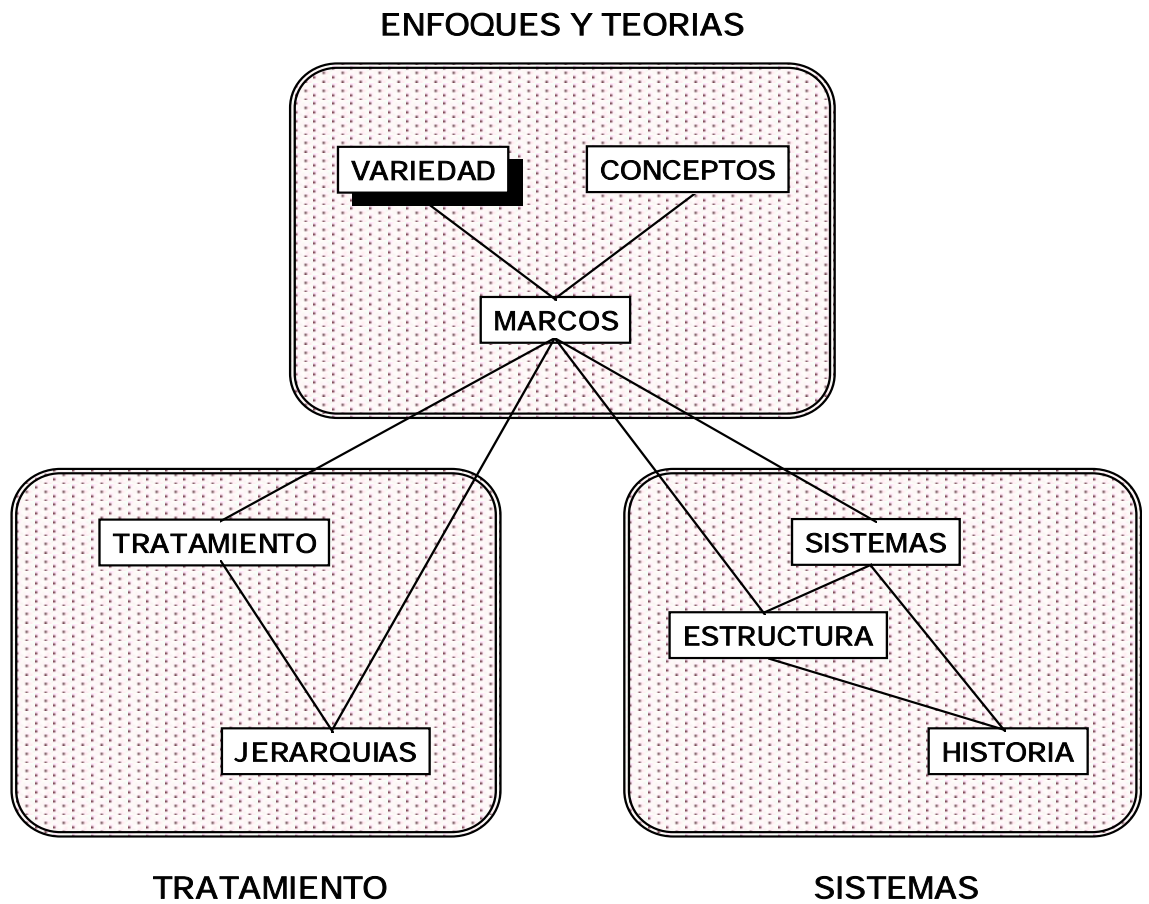 ENFOQUES Y TEORIAS
VARIEDAD
CONCEPTOS
MARCOS
TRATAMIENTO
SISTEMAS
ESTRUCTURA
JERARQUIAS
HISTORIA
TRATAMIENTO
SISTEMAS